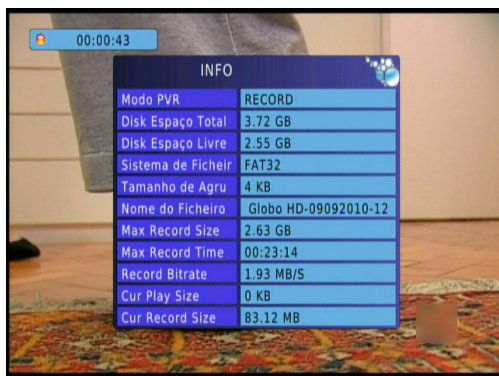 00:00:43
INFO
Modo PVR RECORD
Disk Espaço Total 3.72 GB
Disk Espaço Livre 2.55 GB
Sistema de Ficheir FAT32
Tamanho de Agru 4 KB
Nome do Ficheiro Globo HD-09092010-12
Max Record Size 2.63 GB
Max Record Time 00:23:14
Record Bitrate 1.93 MB/S
Cur Play Size 0 KB
Cur Record Size 83.12 MB